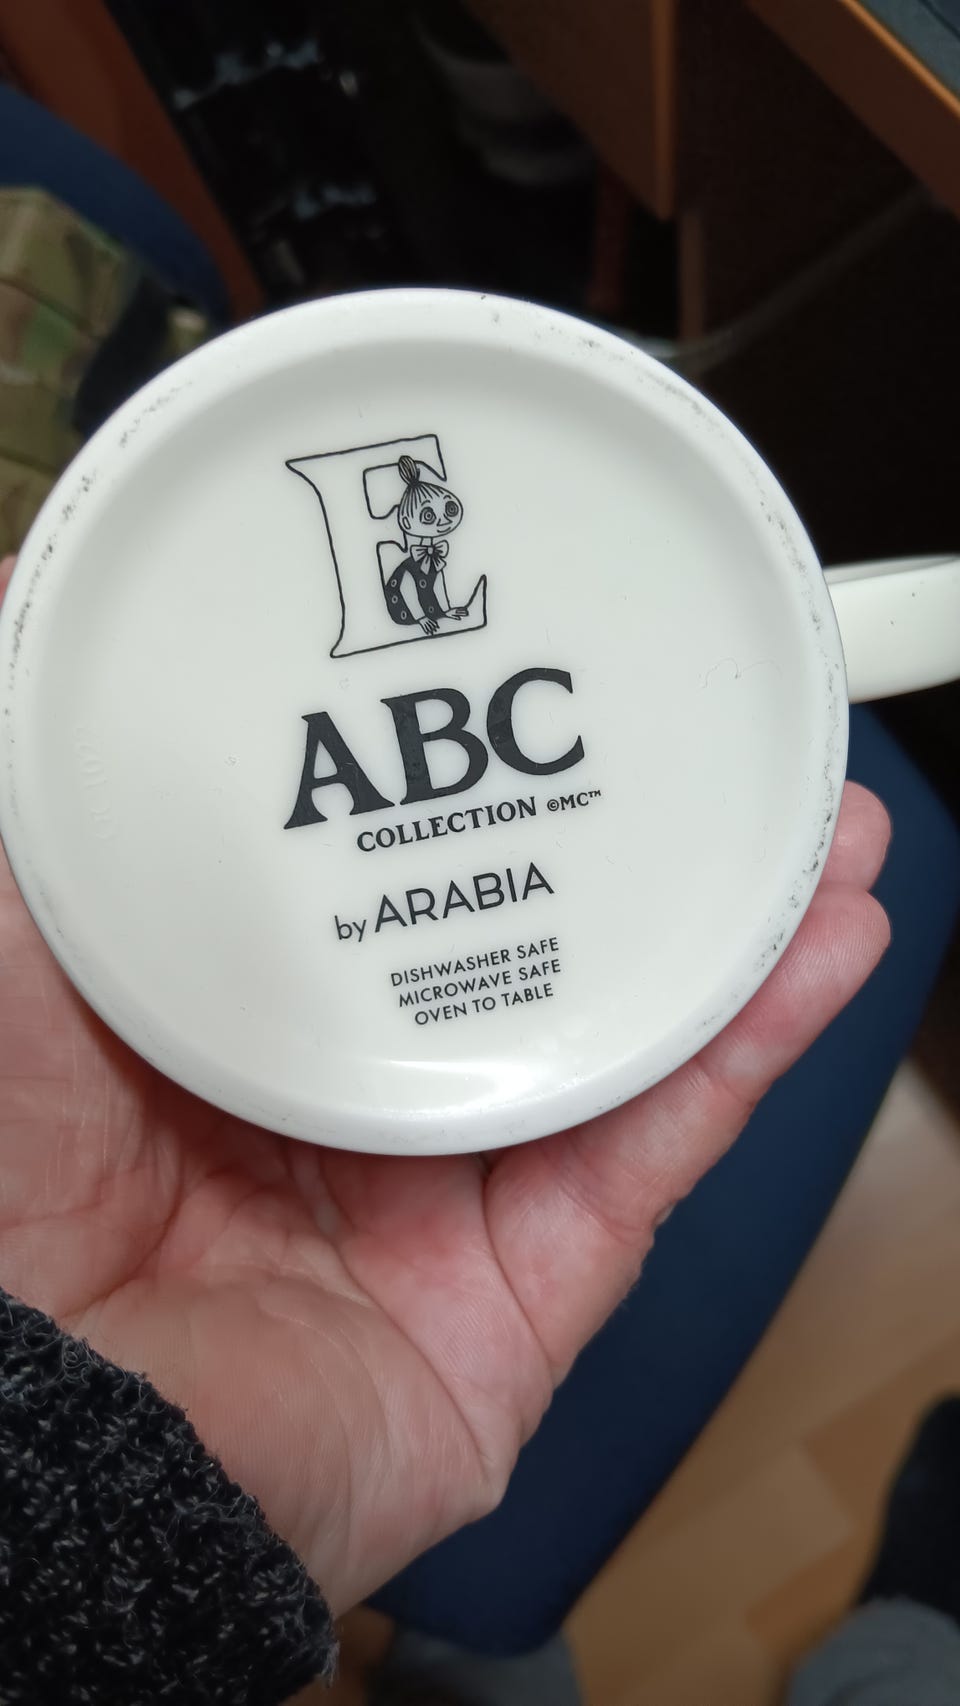 E
ABC
COLLECTION ©MC™
by ARABIA
DISHWASHER SAFE
MICROWAVE SAFE
OVEN TO TABLE